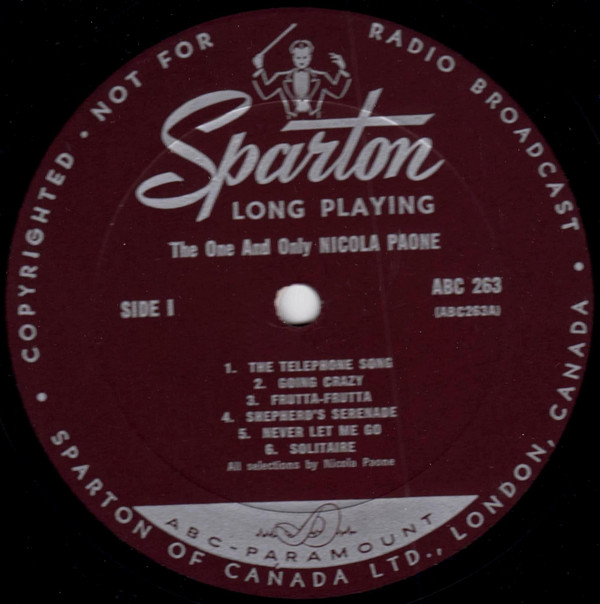 COPYRIGHTED • NOT FOR RADIO BROADCAST •
Sparton
LONG PLAYING
The One And Only NICOLA PAONE
SIDE I
ABC 263
(ABC263A)
1. THE TELEPHONE SONG
2. GOING CRAZY
3. FRUTTA-FRUTTA
4. SHEPHERD'S SERENADE
5. NEVER LET ME GO
6. SOLITAIRE
All selections by Nicola Paone
ABC-PARAMOUNT
• SPARTON OF CANADA LTD., LONDON, CANADA